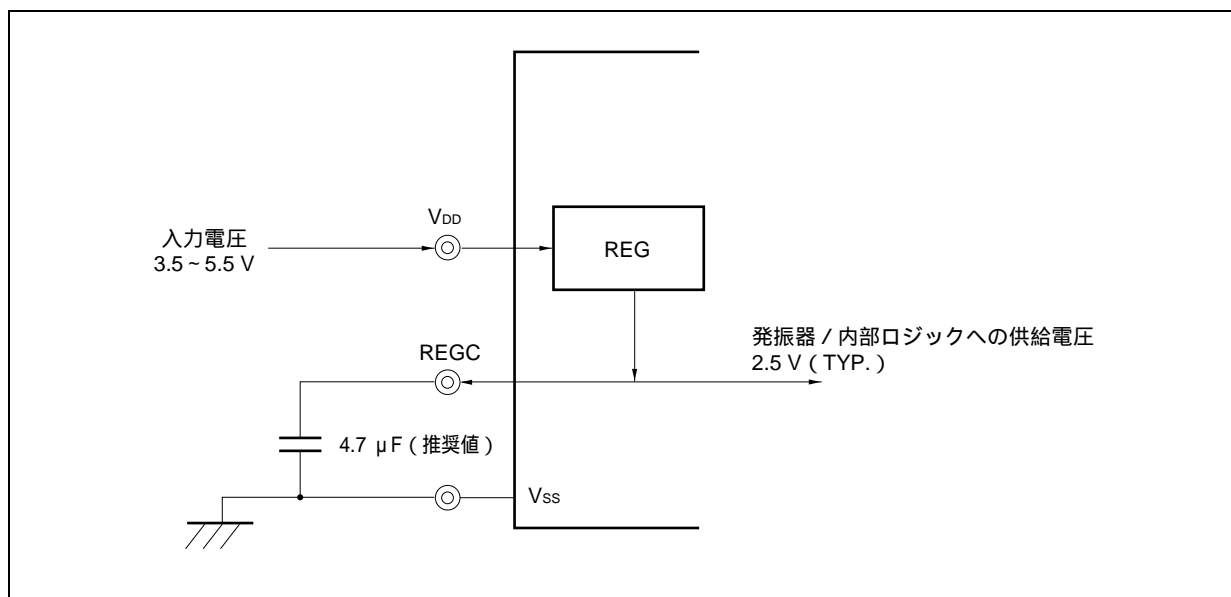 VDD
入力電圧
3.5～5.5 V
REG
発振器 / 内部ロジックへの供給電圧
2.5 V（TYP.）
REGC
4.7 μF（推奨値）
VSS